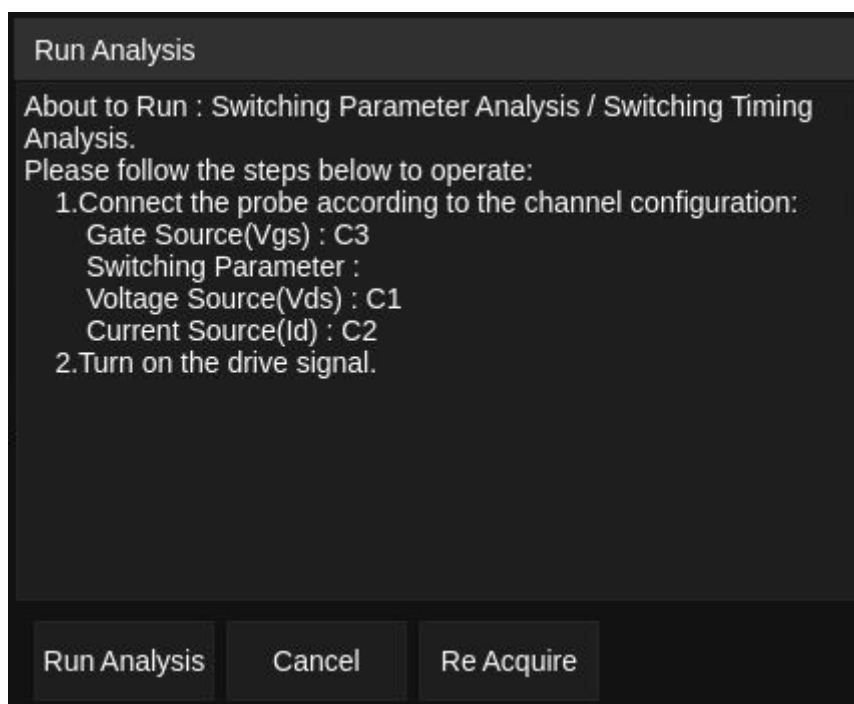 Run Analysis
About to Run : Switching Parameter Analysis / Switching Timing
Analysis.
Please follow the steps below to operate:
1.Connect the probe according to the channel configuration:
Gate Source(Vgs) : C3
Switching Parameter :
Voltage Source(Vds) : C1
Current Source(Id) : C2
2.Turn on the drive signal.
Run Analysis Cancel Re Acquire